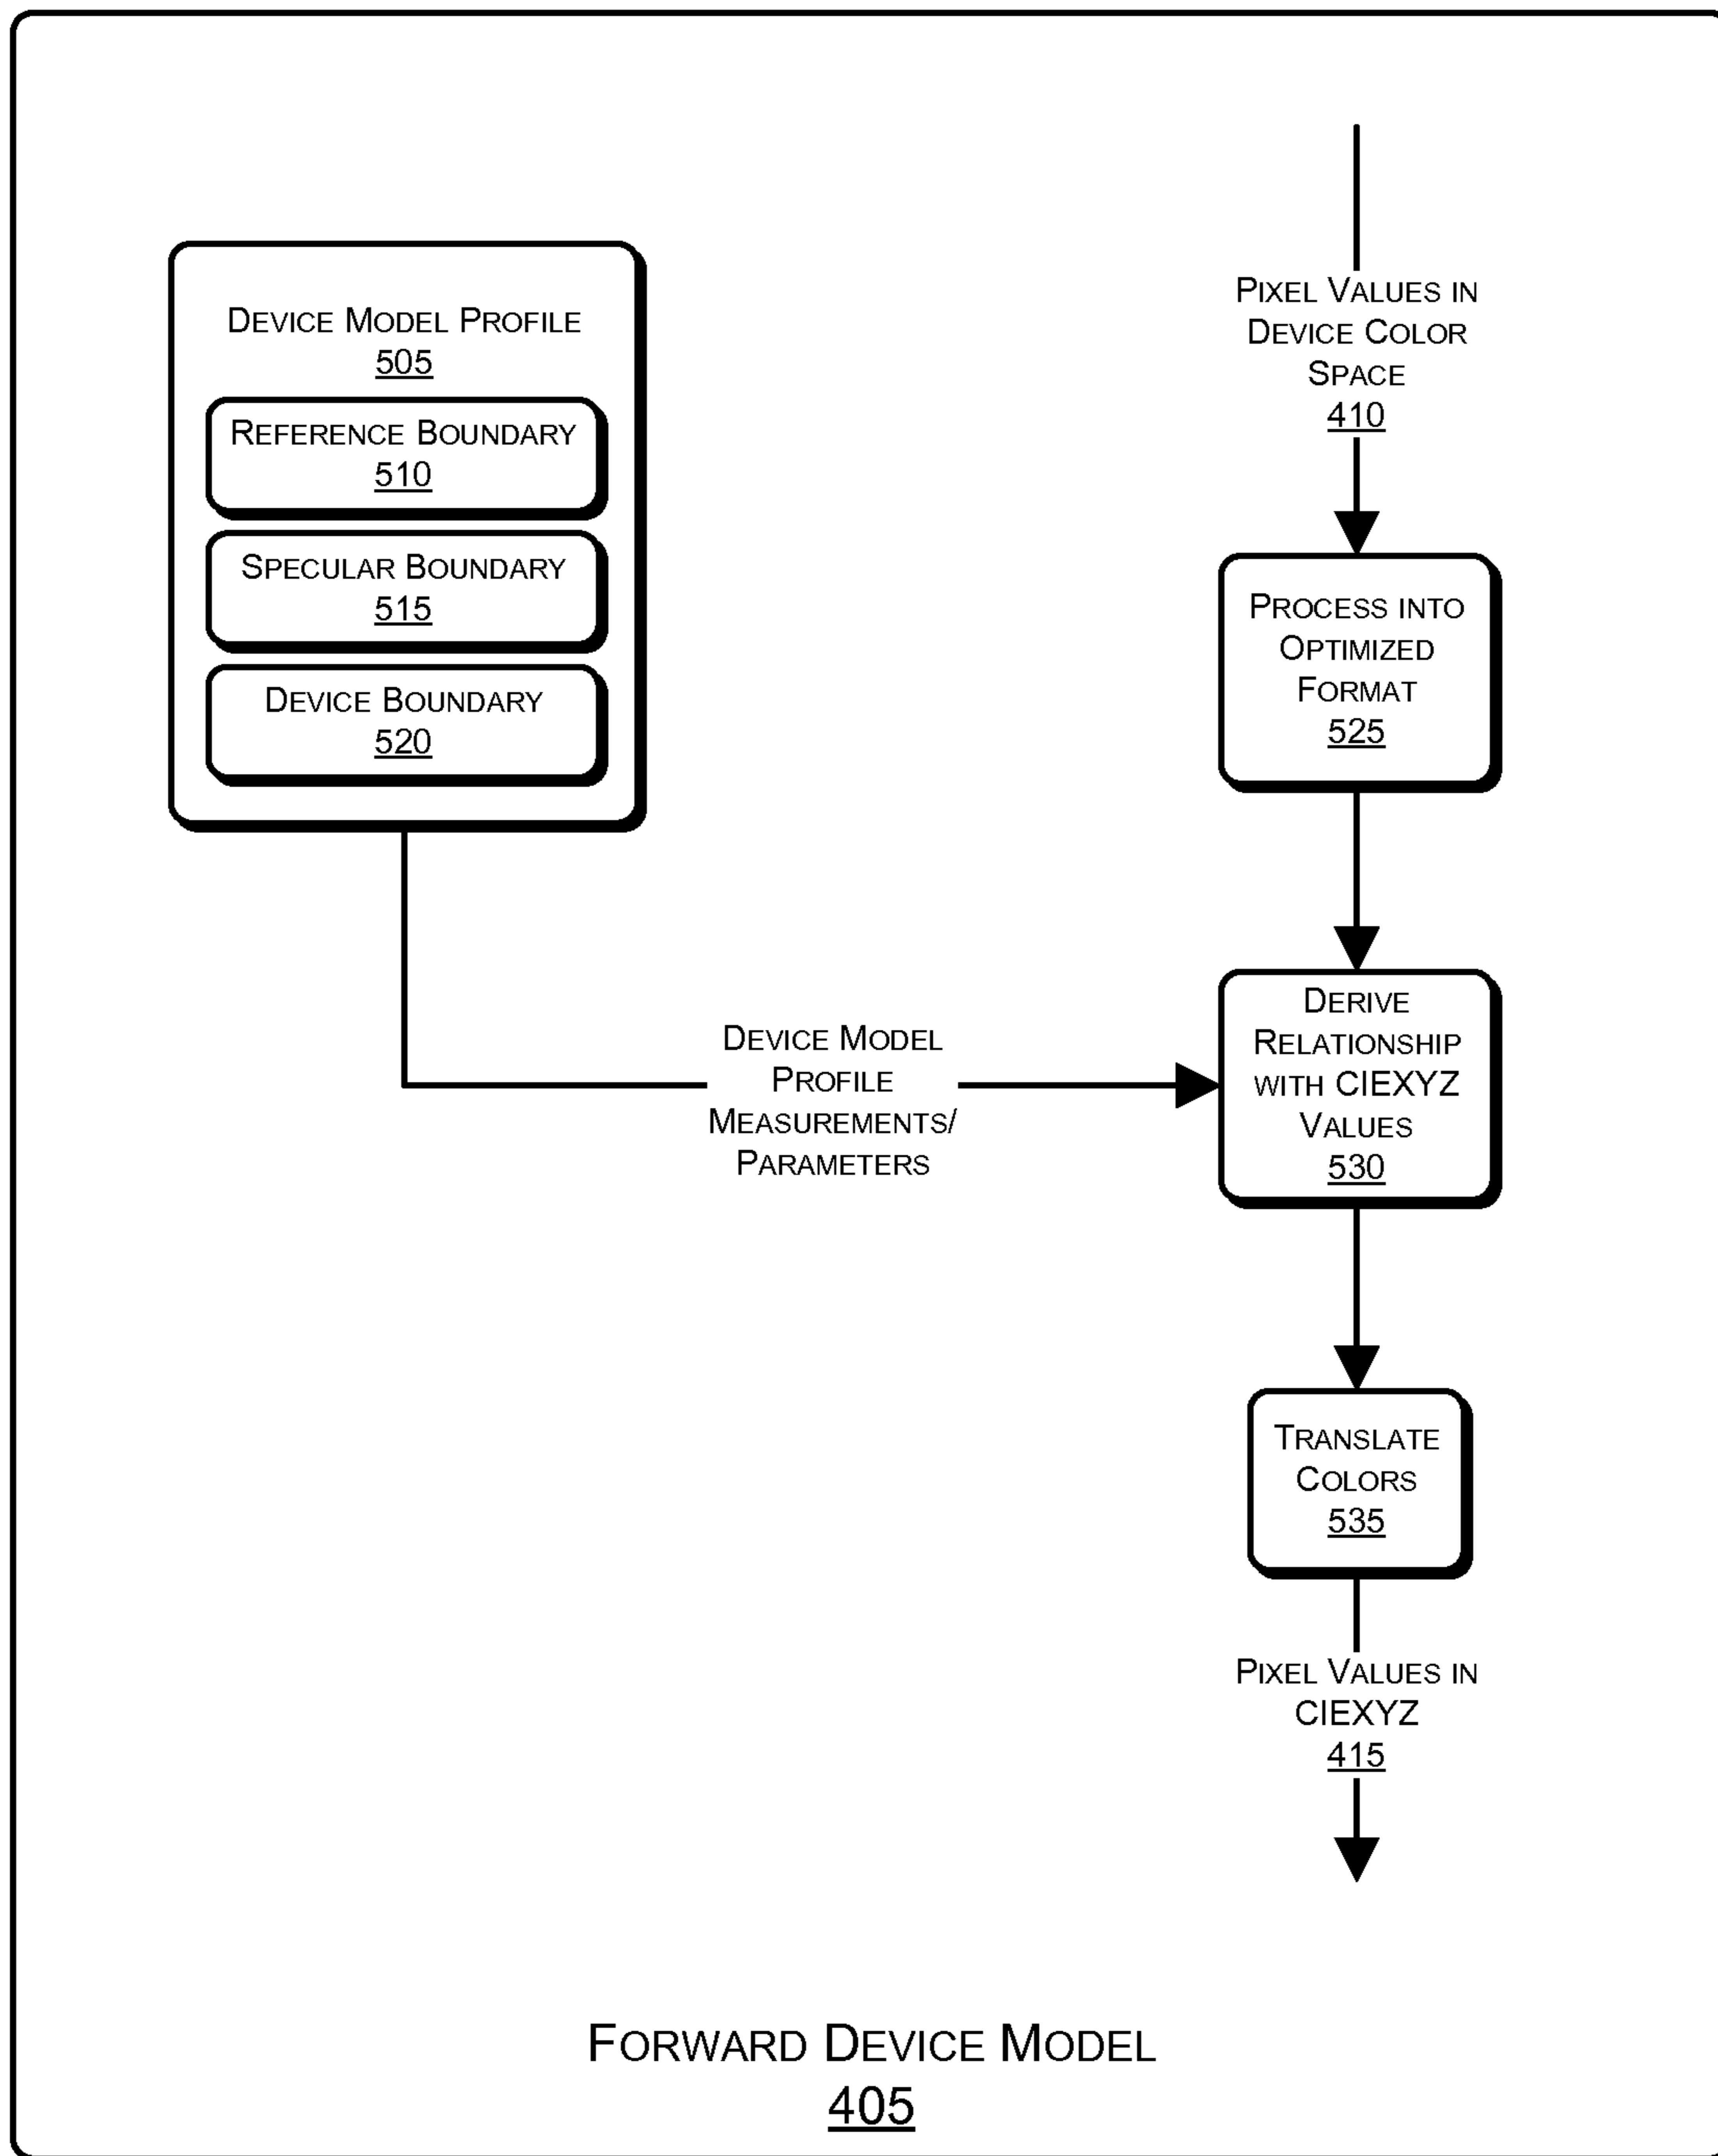 DEVICE MODEL PROFILE
505
REFERENCE BOUNDARY
510
SPECULAR BOUNDARY
515
DEVICE BOUNDARY
520
DEVICE MODEL
PROFILE
MEASUREMENTS/
PARAMETERS
PIXEL VALUES IN
DEVICE COLOR
SPACE
410
PROCESS INTO
OPTIMIZED
FORMAT
525
DERIVE
RELATIONSHIP
WITH CIEXYZ
VALUES
530
TRANSLATE
COLORS
535
PIXEL VALUES IN
CIEXYZ
415
FORWARD DEVICE MODEL
405